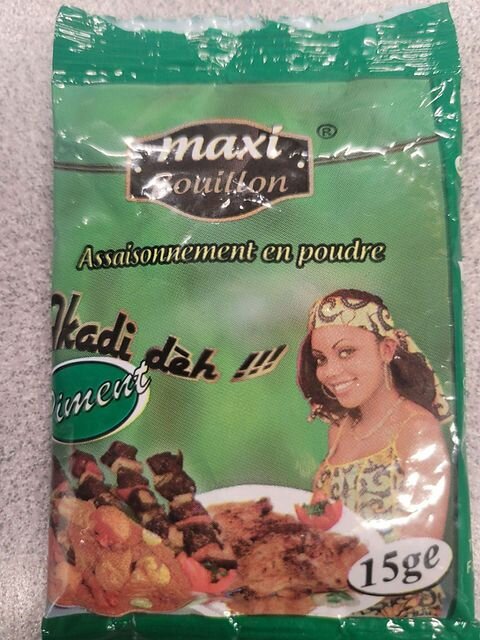 maxi ®
Bouillon
Assaisonnement en poudre
Akadi dèh !!!
Piment
15ge